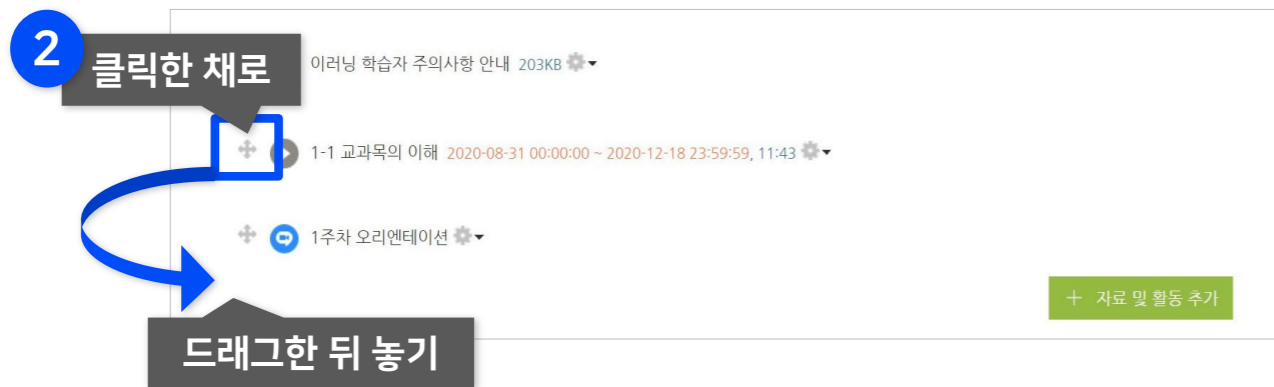 2
클릭한 채로
이러닝 학습자 주의사항 안내 203KB
1-1 교과목의 이해 2020-08-31 00:00:00 ~ 2020-12-18 23:59:59, 11:43
1주차 오리엔테이션
+ 자료 및 활동 추가
드래그한 뒤 놓기